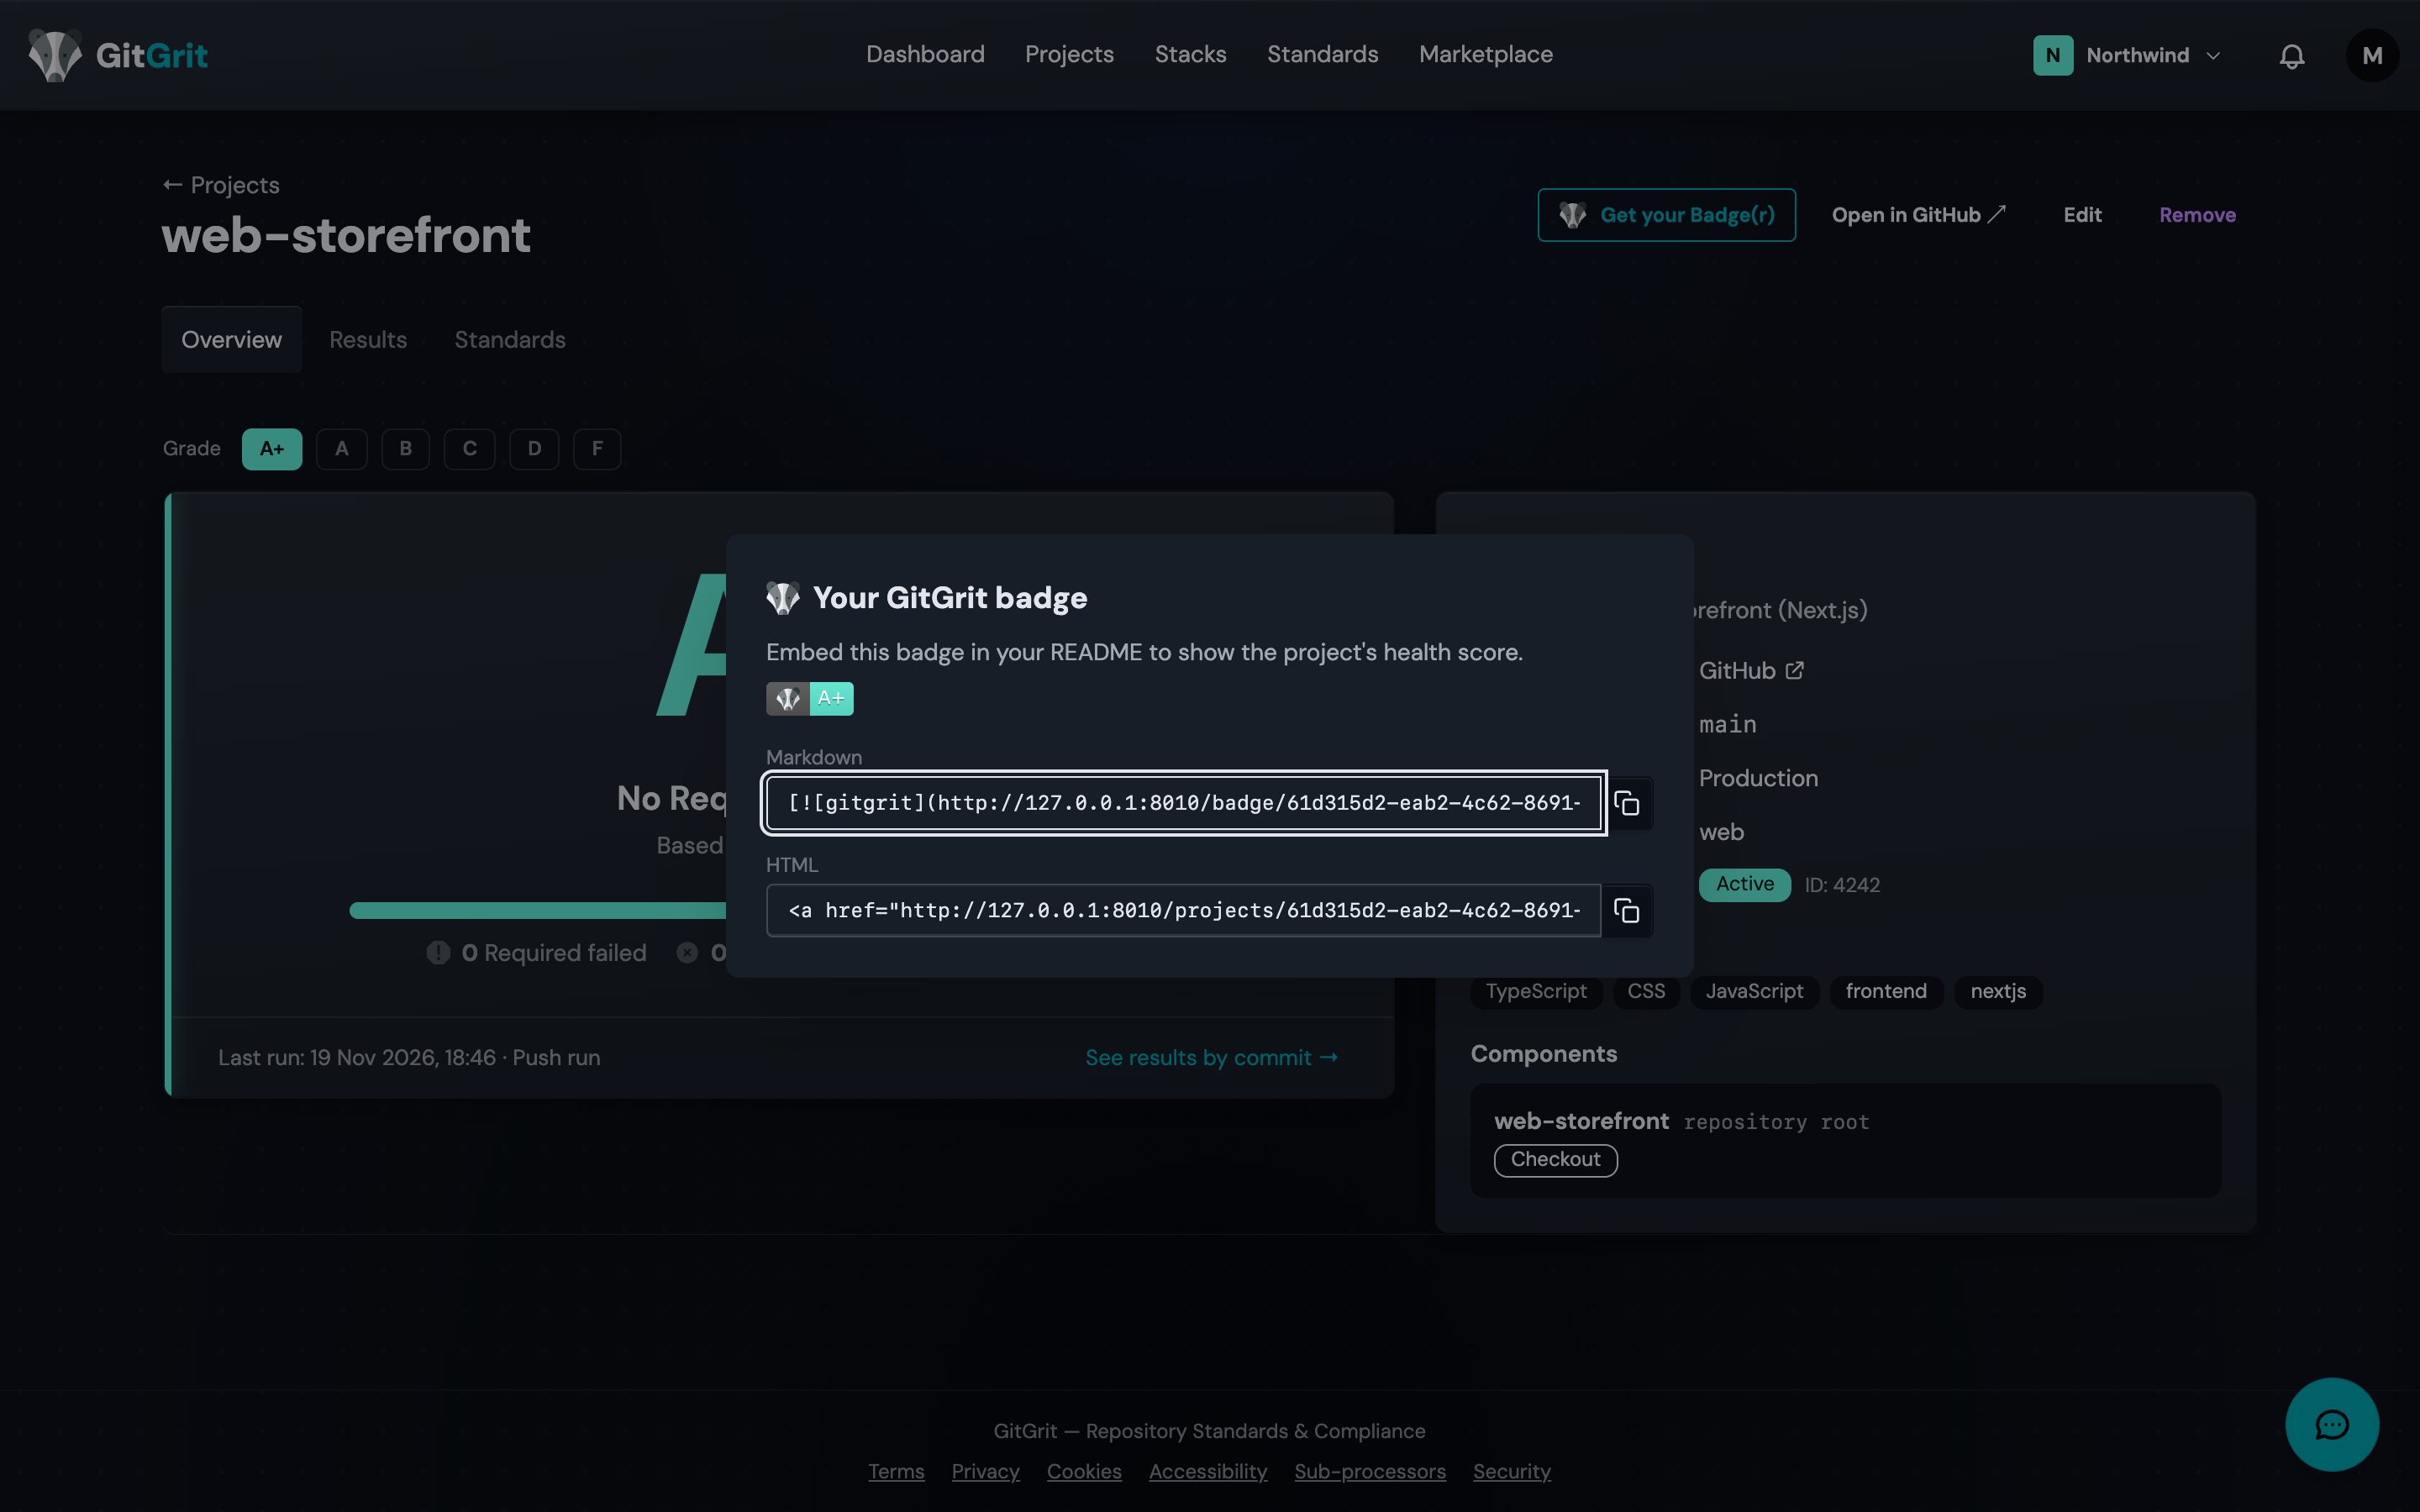 GitGrit
Dashboard
Projects
Stacks
Standards
Marketplace
N
Northwind
M
← Projects
web-storefront
Get your Badge(r)
Open in GitHub
Edit
Remove
Overview
Results
Standards
Grade
A+
A
B
C
D
F
A
No Req
Based
0 Required failed
0
Last run: 19 Nov 2026, 18:46 · Push run
See results by commit →
Your GitGrit badge
Embed this badge in your README to show the project's health score.
A+
Markdown
[![gitgrit](http://127.0.0.1:8010/badge/61d315d2-eab2-4c62-8691-
HTML
<a href="http://127.0.0.1:8010/projects/61d315d2-eab2-4c62-8691-
refront (Next.js)
GitHub
main
Production
web
Active
ID: 4242
TypeScript
CSS
JavaScript
frontend
nextjs
Components
web-storefront repository root
Checkout
GitGrit — Repository Standards & Compliance
Terms
Privacy
Cookies
Accessibility
Sub-processors
Security